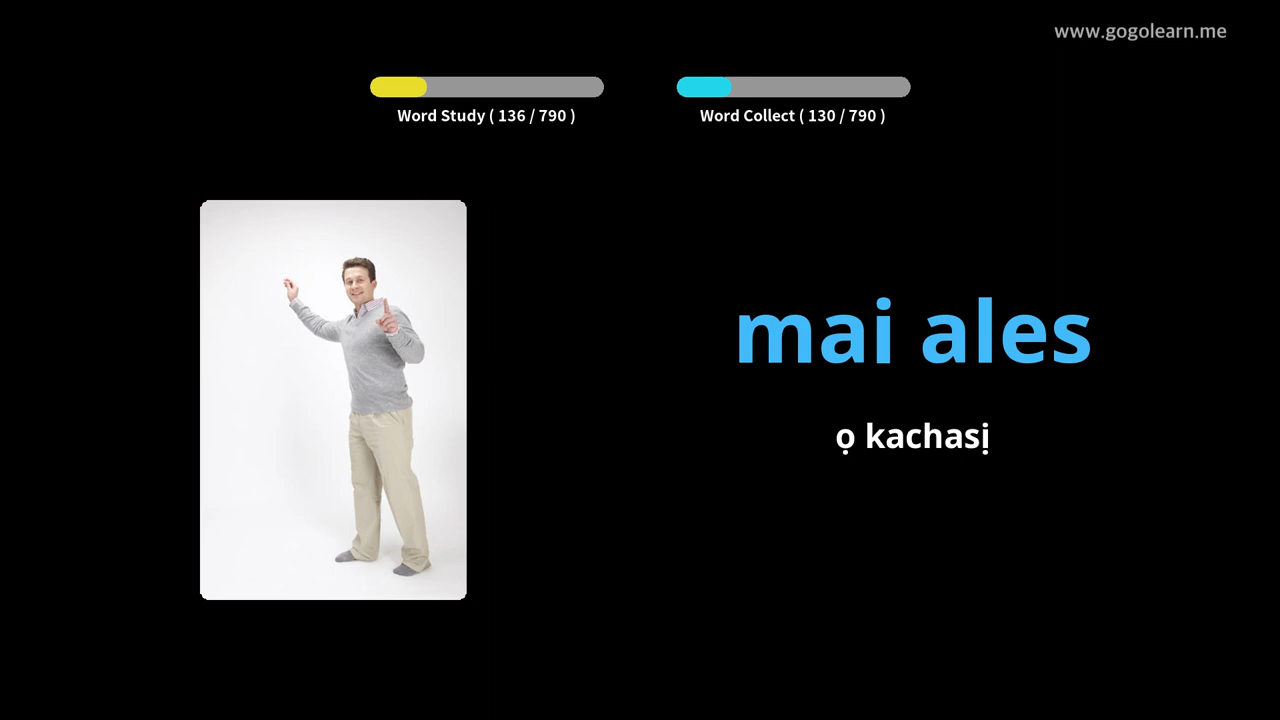 www.gogolearn.me
Word Study ( 136 / 790 )
Word Collect ( 130 / 790 )
mai ales
ọ kachasị